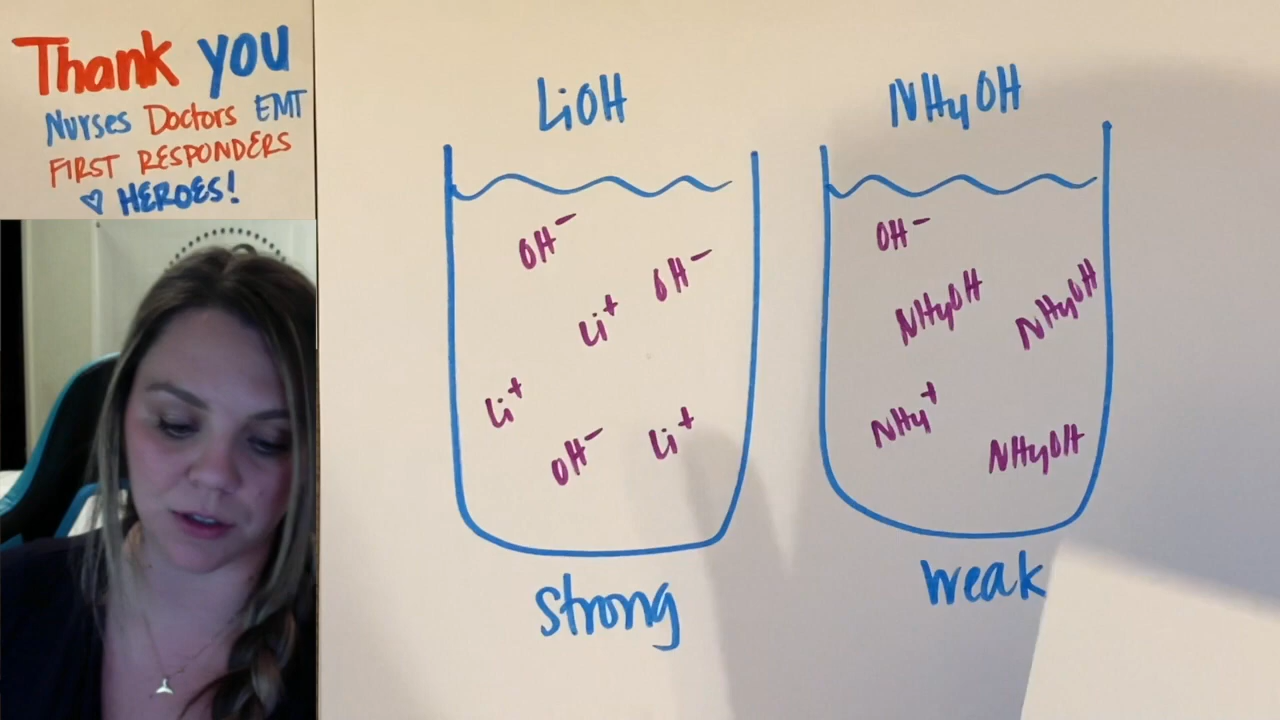 Thank you
Nurses Doctors EMT
FIRST RESPONDERS
♡ HEROES!
LiOH
OH⁻
OH⁻
Li⁺
Li⁺
OH⁻
Li⁺
strong
NH₄OH
OH⁻
NH₄OH
NH₄OH
NH₄⁺
NH₄OH
weak